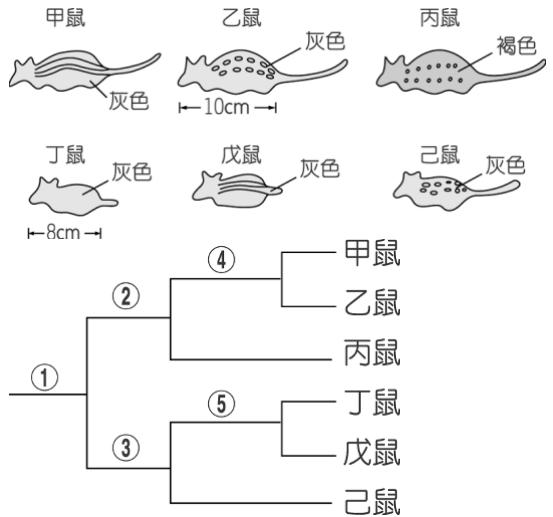 甲鼠 乙鼠 丙鼠
灰色 灰色 褐色
10cm
丁鼠 戊鼠 己鼠
灰色 灰色 灰色
8cm
④ 甲鼠
② 乙鼠
丙鼠
①
⑤ 丁鼠
③ 戊鼠
己鼠